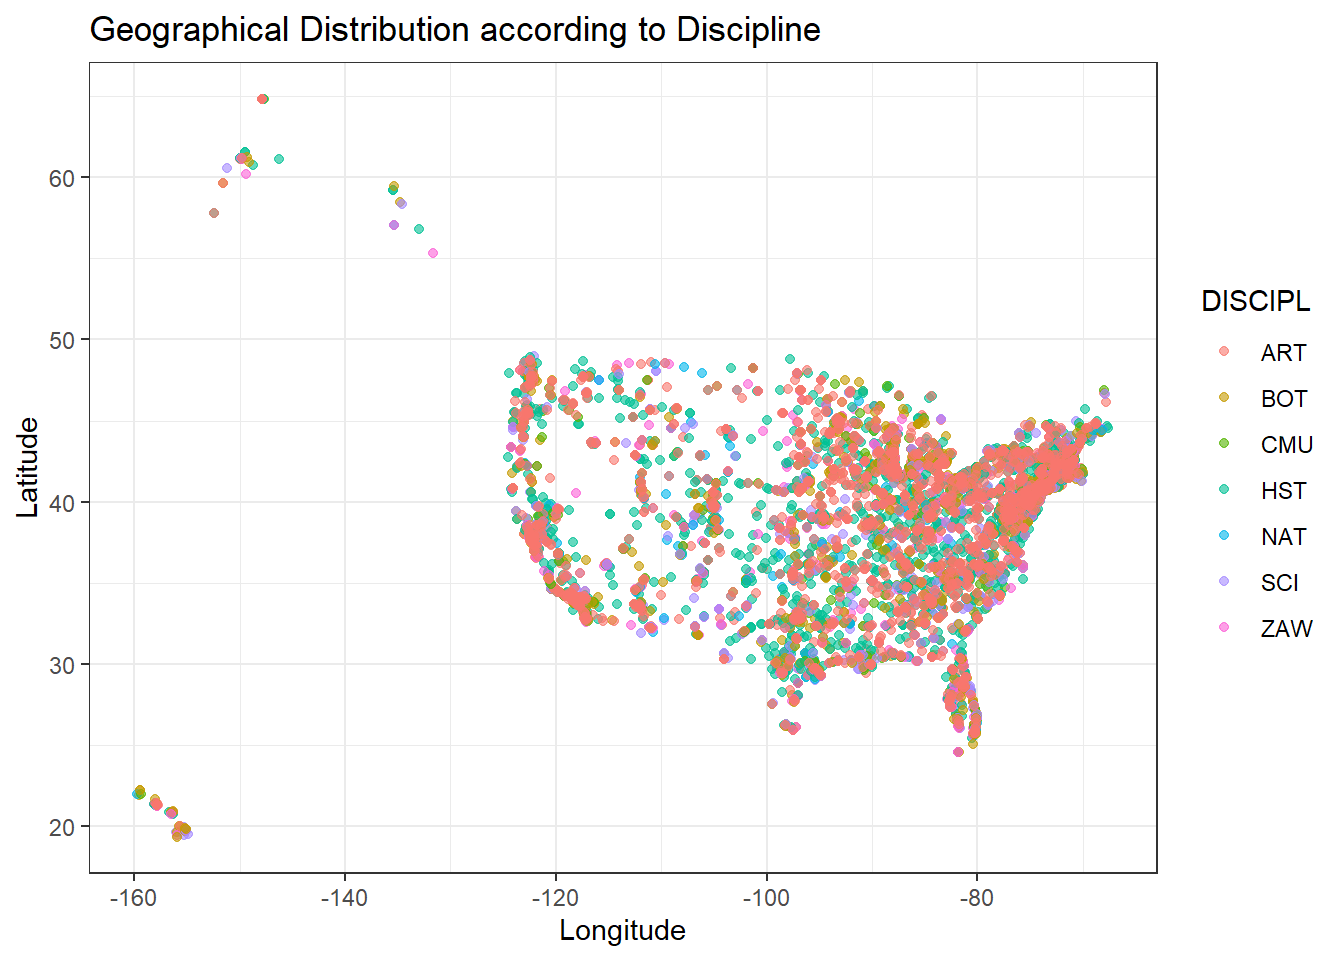 Geographical Distribution according to Discipline
60
50
40
30
20
Latitude
-160
-140
-120
-100
-80
Longitude
DISCIPL
ART
BOT
CMU
HST
NAT
SCI
ZAW